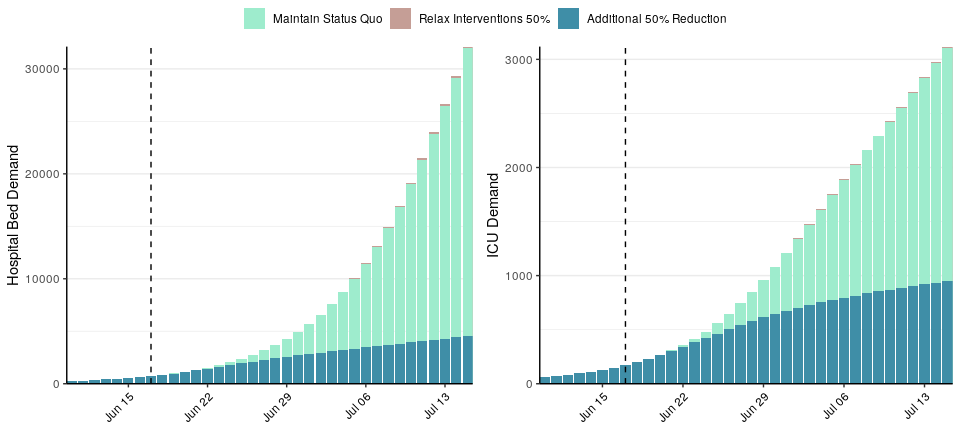 Maintain Status Quo Relax Interventions 50% Additional 50% Reduction
Hospital Bed Demand
30000
20000
10000
0
Jun 15 Jun 22 Jun 29 Jul 06 Jul 13
ICU Demand
3000
2000
1000
0
Jun 15 Jun 22 Jun 29 Jul 06 Jul 13